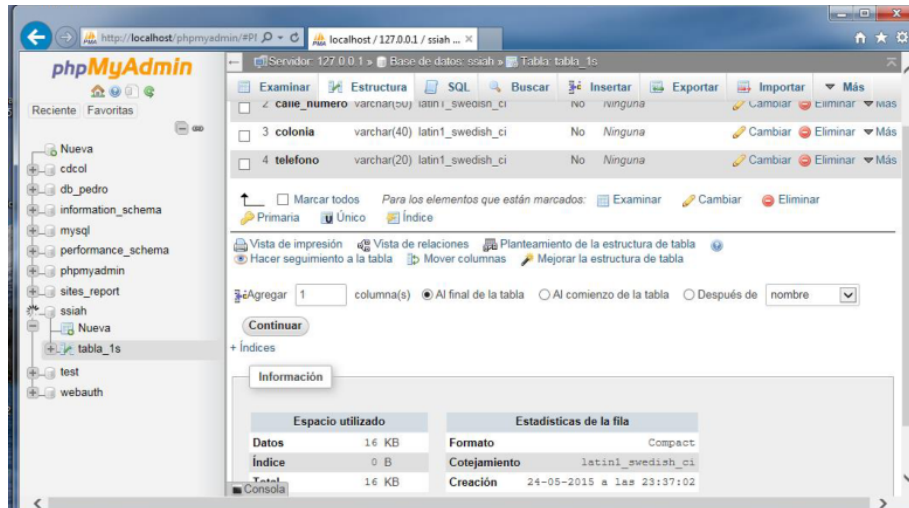 http://localhost/phpmyadmin/#PI
localhost / 127.0.0.1 / ssiah ...
phpMyAdmin
Reciente Favoritas
Nueva
cdcol
db_pedro
information_schema
mysql
performance_schema
phpmyadmin
sites_report
ssiah
Nueva
tabla_1s
test
webauth
Servidor: 127.0.0.1 » Base de datos: ssiah » Tabla: tabla_1s
Examinar Estructura SQL Buscar Insertar Exportar Importar Más
2 calle_numero varchar(50) latin1_swedish_ci No Ninguna Cambiar Eliminar Más
3 colonia varchar(40) latin1_swedish_ci No Ninguna Cambiar Eliminar Más
4 telefono varchar(20) latin1_swedish_ci No Ninguna Cambiar Eliminar Más
Marcar todos Para los elementos que están marcados: Examinar Cambiar Eliminar
Primaria Único Índice
Vista de impresión Vista de relaciones Planteamiento de la estructura de tabla
Hacer seguimiento a la tabla Mover columnas Mejorar la estructura de tabla
Agregar 1 columna(s) Al final de la tabla Al comienzo de la tabla Después de nombre
Continuar
+ Índices
Información
Espacio utilizado
Datos 16 KB
Índice 0 B
Total 16 KB
Estadísticas de la fila
Formato Compact
Cotejamiento latin1_swedish_ci
Creación 24-05-2015 a las 23:37:02
Consola